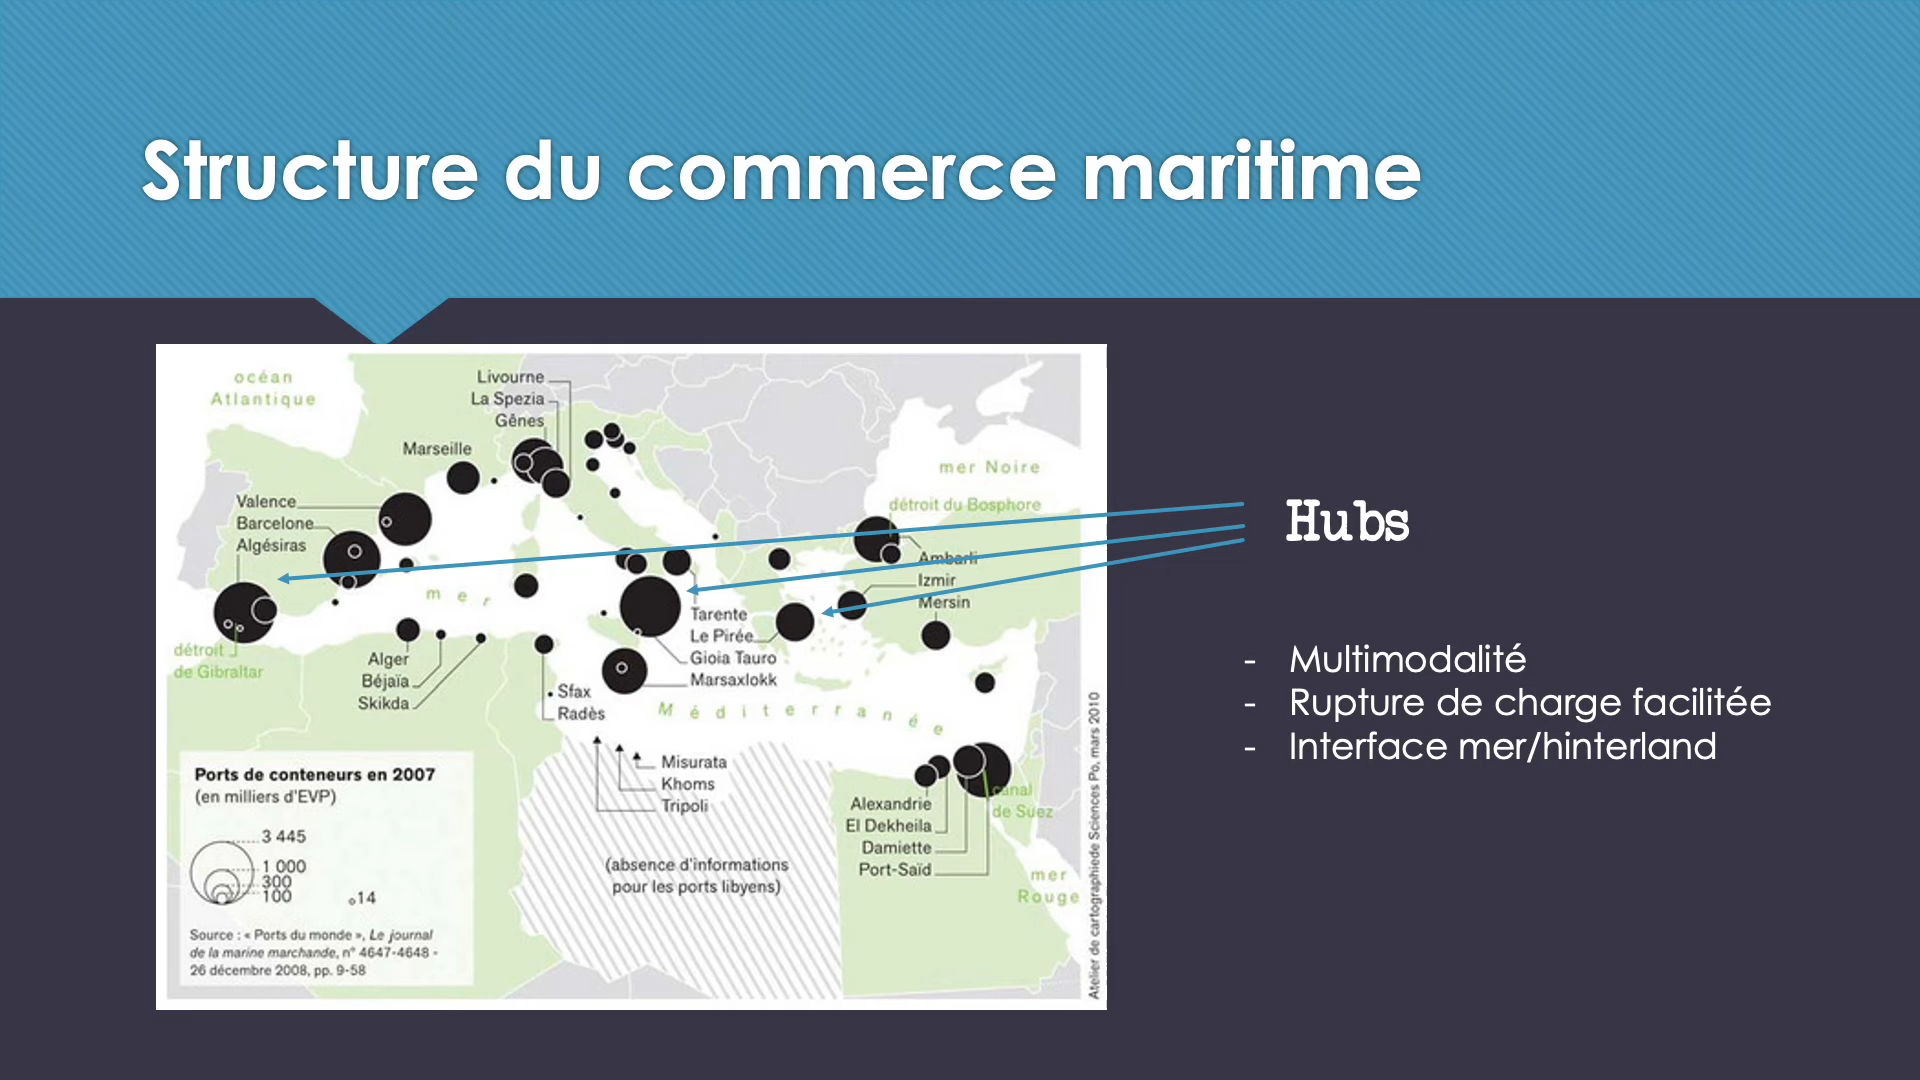 Structure du commerce maritime
océan
Atlantique
Livourne
La Spezia
Gênes
Marseille
mer Noire
détroit du Bosphore
Valence
Barcelone
Algésiras
Ambarli
Izmir
Mersin
mer
Tarente
Le Pirée
Gioia Tauro
Marsaxlokk
détroit
de Gibraltar
Alger
Béjaïa
Skikda
Sfax
Radès
Méditerranée
Misurata
Khoms
Tripoli
Ports de conteneurs en 2007
(en milliers d'EVP)
3 445
1 000
300
100
14
Source : « Ports du monde », Le journal
de la marine marchande, n° 4647-4648 -
26 décembre 2008, pp. 9-58
(absence d'informations
pour les ports libyens)
Alexandrie
El Dekheila
Damiette
Port-Saïd
canal
de Suez
mer
Rouge
Atelier de cartographiede Sciences Po, mars 2010
Hubs
- Multimodalité
- Rupture de charge facilitée
- Interface mer/hinterland